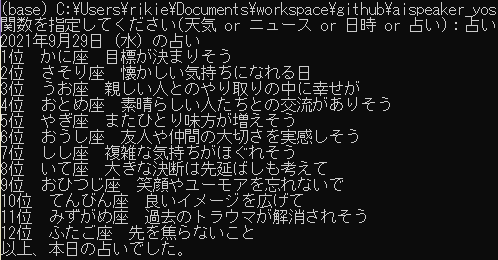 (base) C:¥Users¥rikie¥Documents¥workspace¥github¥aispeaker_yos
関数を指定してください(天気 or ニュース or 日時 or 占い)：占い
2021年9月29日（水）の占い
1位　かに座　目標が決まりそう
2位　さそり座　懐かしい気持ちになれる日
3位　うお座　親しい人とのやり取りの中に幸せが
4位　おとめ座　素晴らしい人たちとの交流がありそう
5位　やぎ座　またひとり味方が増えそう
6位　おうし座　友人や仲間の大切さを実感しそう
7位　しし座　複雑な気持ちがほぐれそう
8位　いて座　大きな決断は先延ばしも考えて
9位　おひつじ座　笑顔やユーモアを忘れないで
10位　てんびん座　良いイメージを広げて
11位　みずがめ座　過去のトラウマが解消されそう
12位　ふたご座　先を焦らないこと
以上、本日の占いでした。